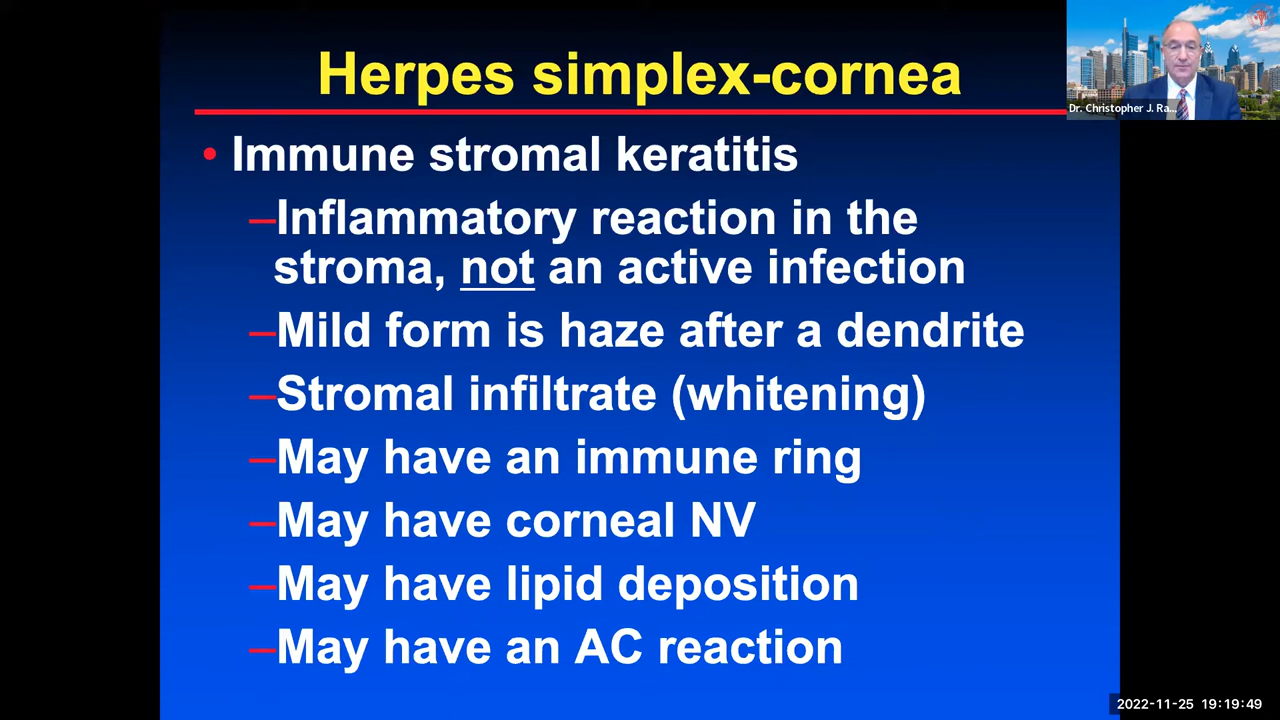 Herpes simplex-cornea
Dr. Christopher J. Ra...
• Immune stromal keratitis
–Inflammatory reaction in the
stroma, not an active infection
–Mild form is haze after a dendrite
–Stromal infiltrate (whitening)
–May have an immune ring
–May have corneal NV
–May have lipid deposition
–May have an AC reaction
2022-11-25 19:19:49